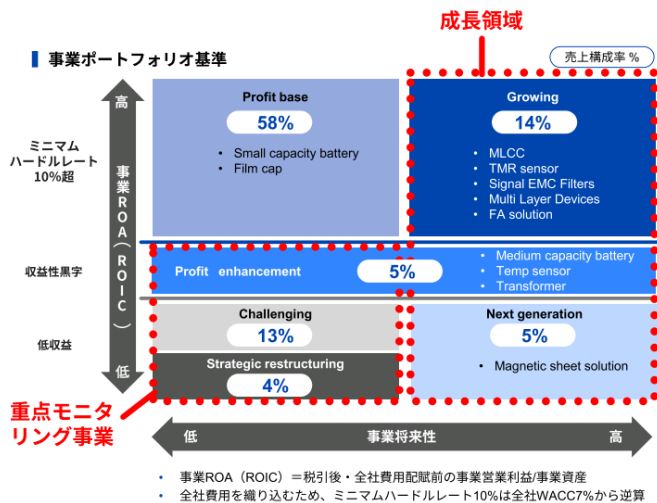 成長領域
事業ポートフォリオ基準
売上構成率 %
高
Profit base
58%
• Small capacity battery
• Film cap
Growing
14%
• MLCC
• TMR sensor
• Signal EMC Filters
• Multi Layer Devices
• FA solution
ミニマム
ハードルレート
10%超
事業ROA(ROIC)
収益性黒字
Profit enhancement
5%
• Medium capacity battery
• Temp sensor
• Transformer
低収益
Challenging
13%
Next generation
5%
• Magnetic sheet solution
Strategic restructuring
4%
低
重点モニタ
リング事業
低
事業将来性
高
• 事業ROA（ROIC）＝税引後・全社費用配賦前の事業営業利益/事業資産
• 全社費用を織り込むため、ミニマムハードルレート10%は全社WACC7%から逆算